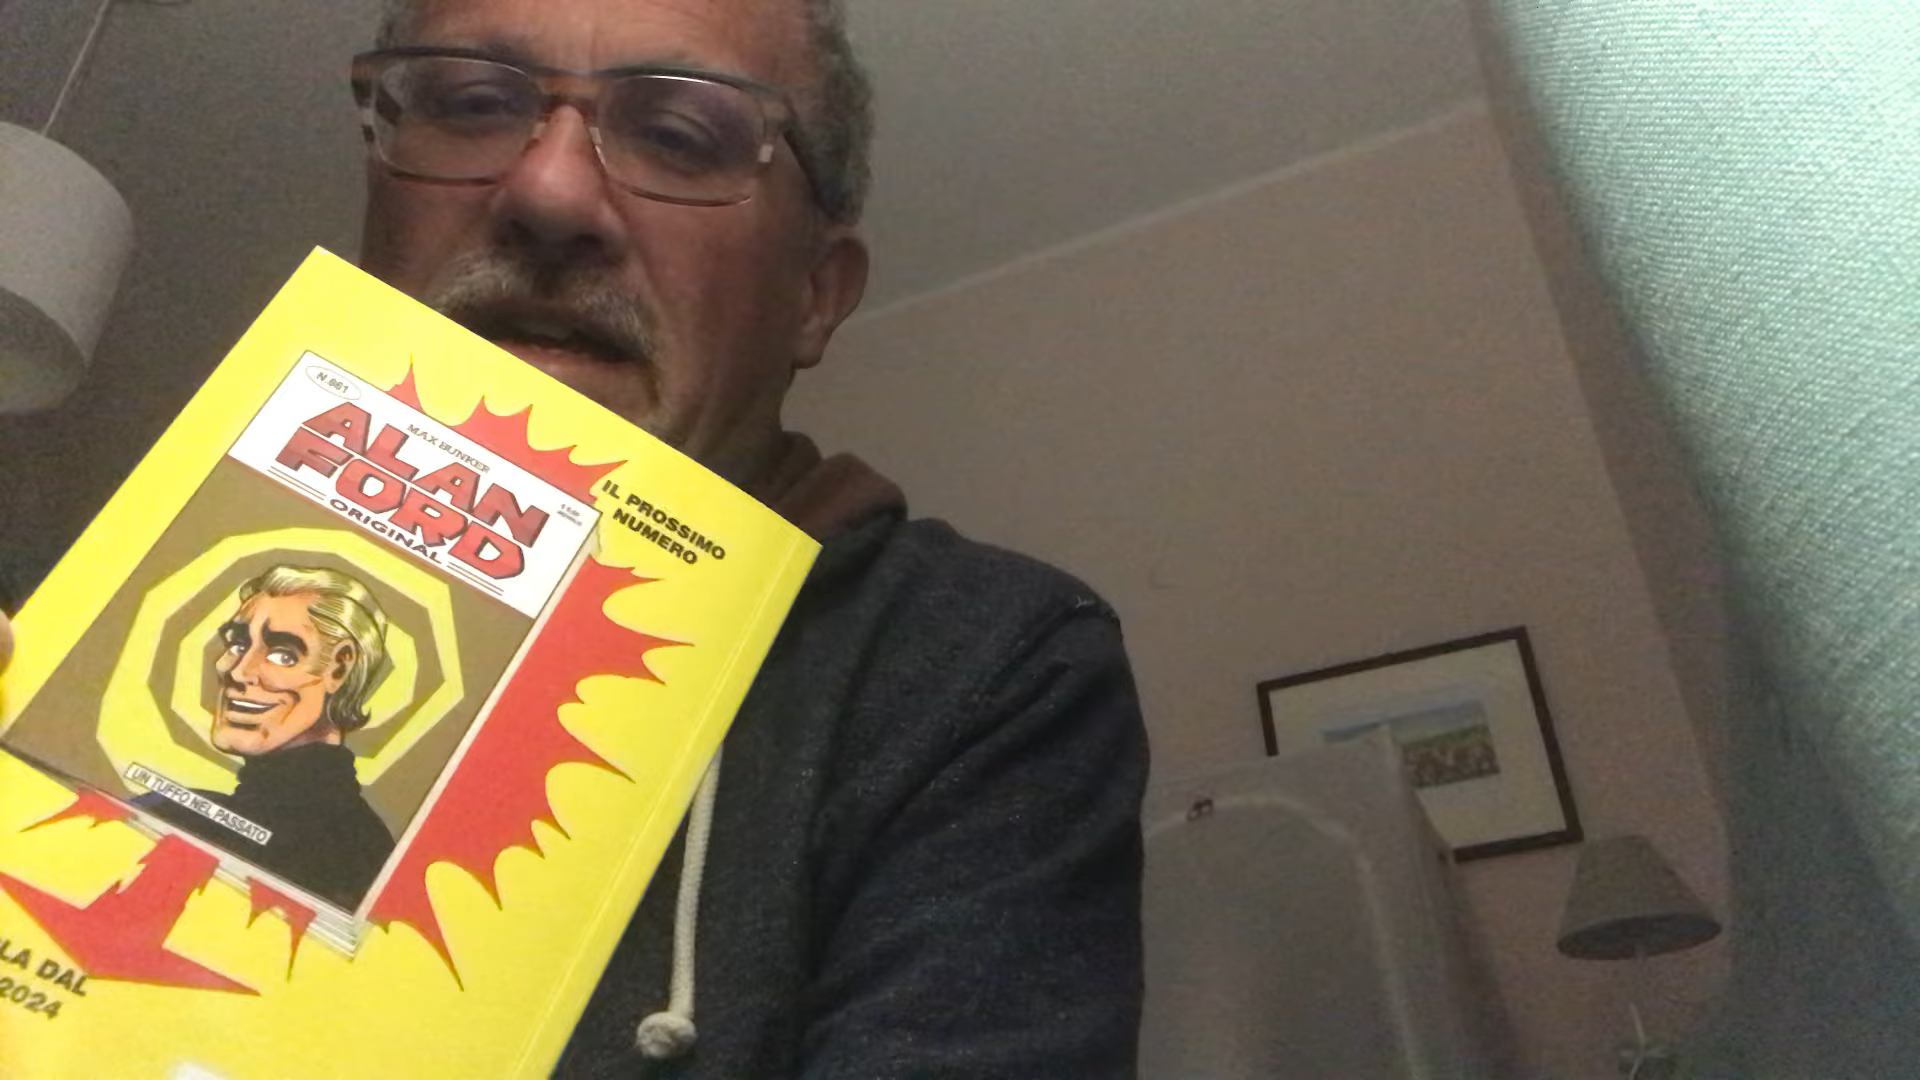 N.661
MAX BUNKER
ALAN
FORD
ORIGINAL
IL PROSSIMO
NUMERO
UN TUFFO NEL PASSATO
LA DAL
2024